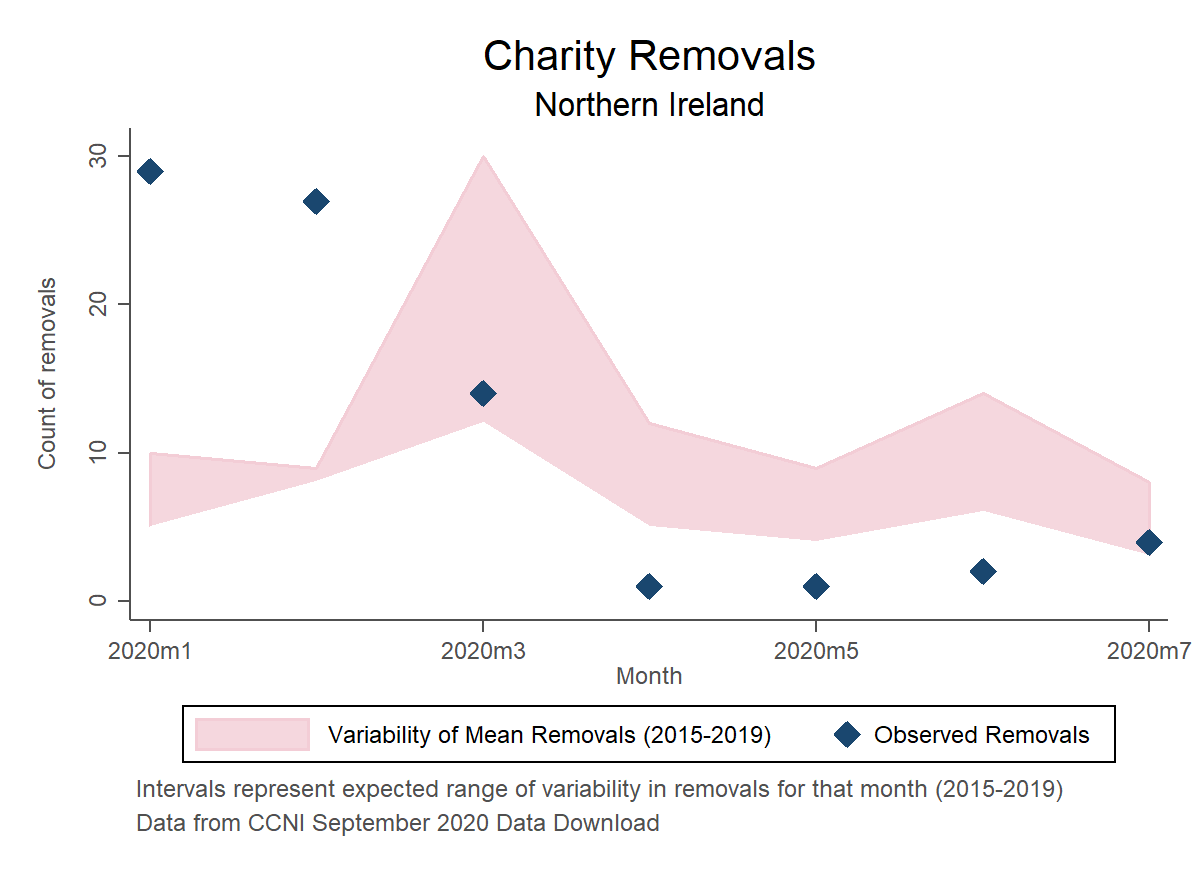 Charity Removals
Northern Ireland
Count of removals
30
20
10
0
2020m1 2020m3 2020m5 2020m7
Month
Variability of Mean Removals (2015-2019) Observed Removals
Intervals represent expected range of variability in removals for that month (2015-2019)
Data from CCNI September 2020 Data Download